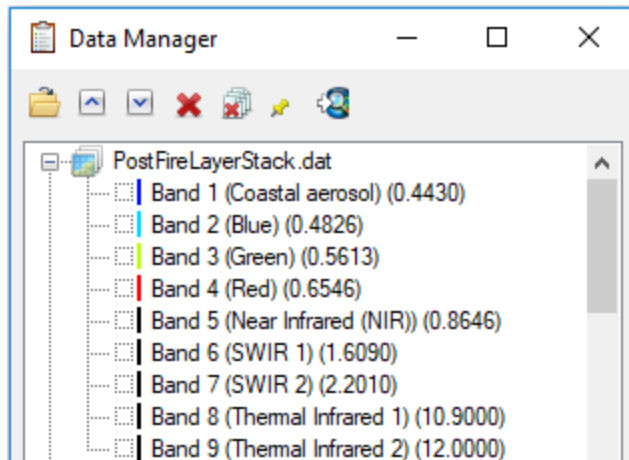 Data Manager
PostFireLayerStack.dat
Band 1 (Coastal aerosol) (0.4430)
Band 2 (Blue) (0.4826)
Band 3 (Green) (0.5613)
Band 4 (Red) (0.6546)
Band 5 (Near Infrared (NIR)) (0.8646)
Band 6 (SWIR 1) (1.6090)
Band 7 (SWIR 2) (2.2010)
Band 8 (Thermal Infrared 1) (10.9000)
Band 9 (Thermal Infrared 2) (12.0000)